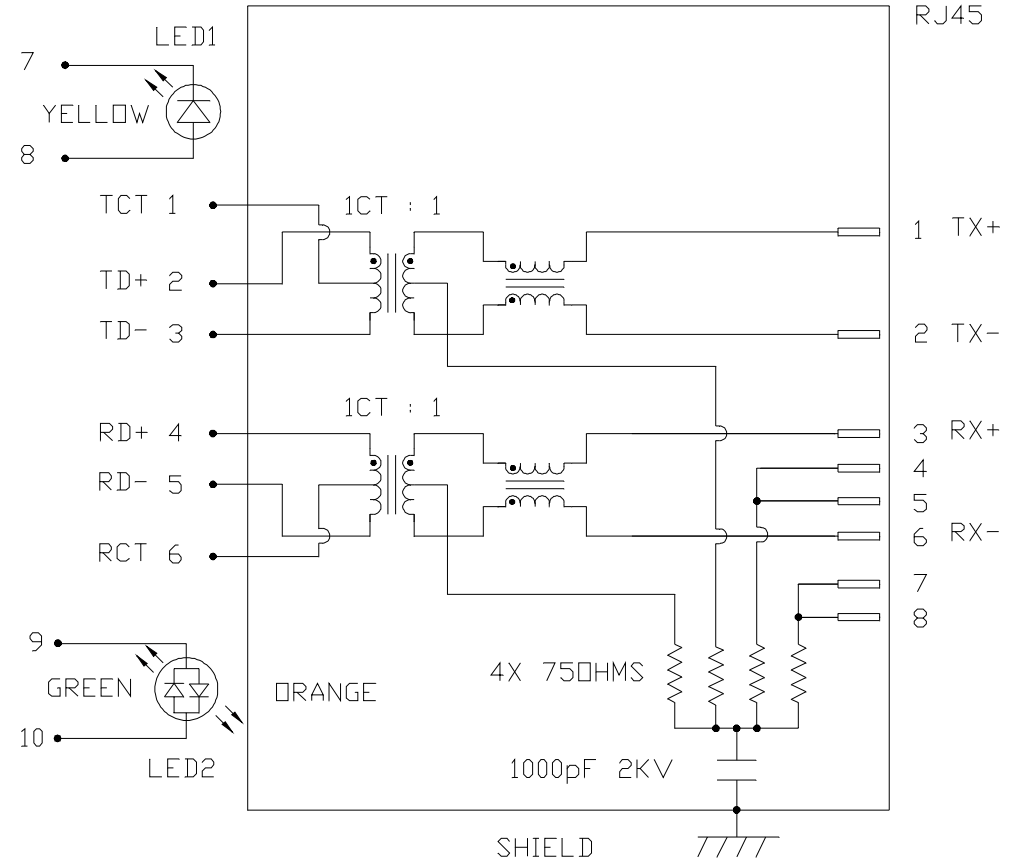 RJ45
LED1
7
YELLOW
8
TCT 1
1CT : 1
1 TX+
TD+ 2
TD- 3
2 TX-
1CT : 1
RD+ 4
3 RX+
4
RD- 5
5
6 RX-
RCT 6
7
8
9
GREEN
ORANGE
4X 75OHMS
10
LED2
1000pF 2KV
SHIELD